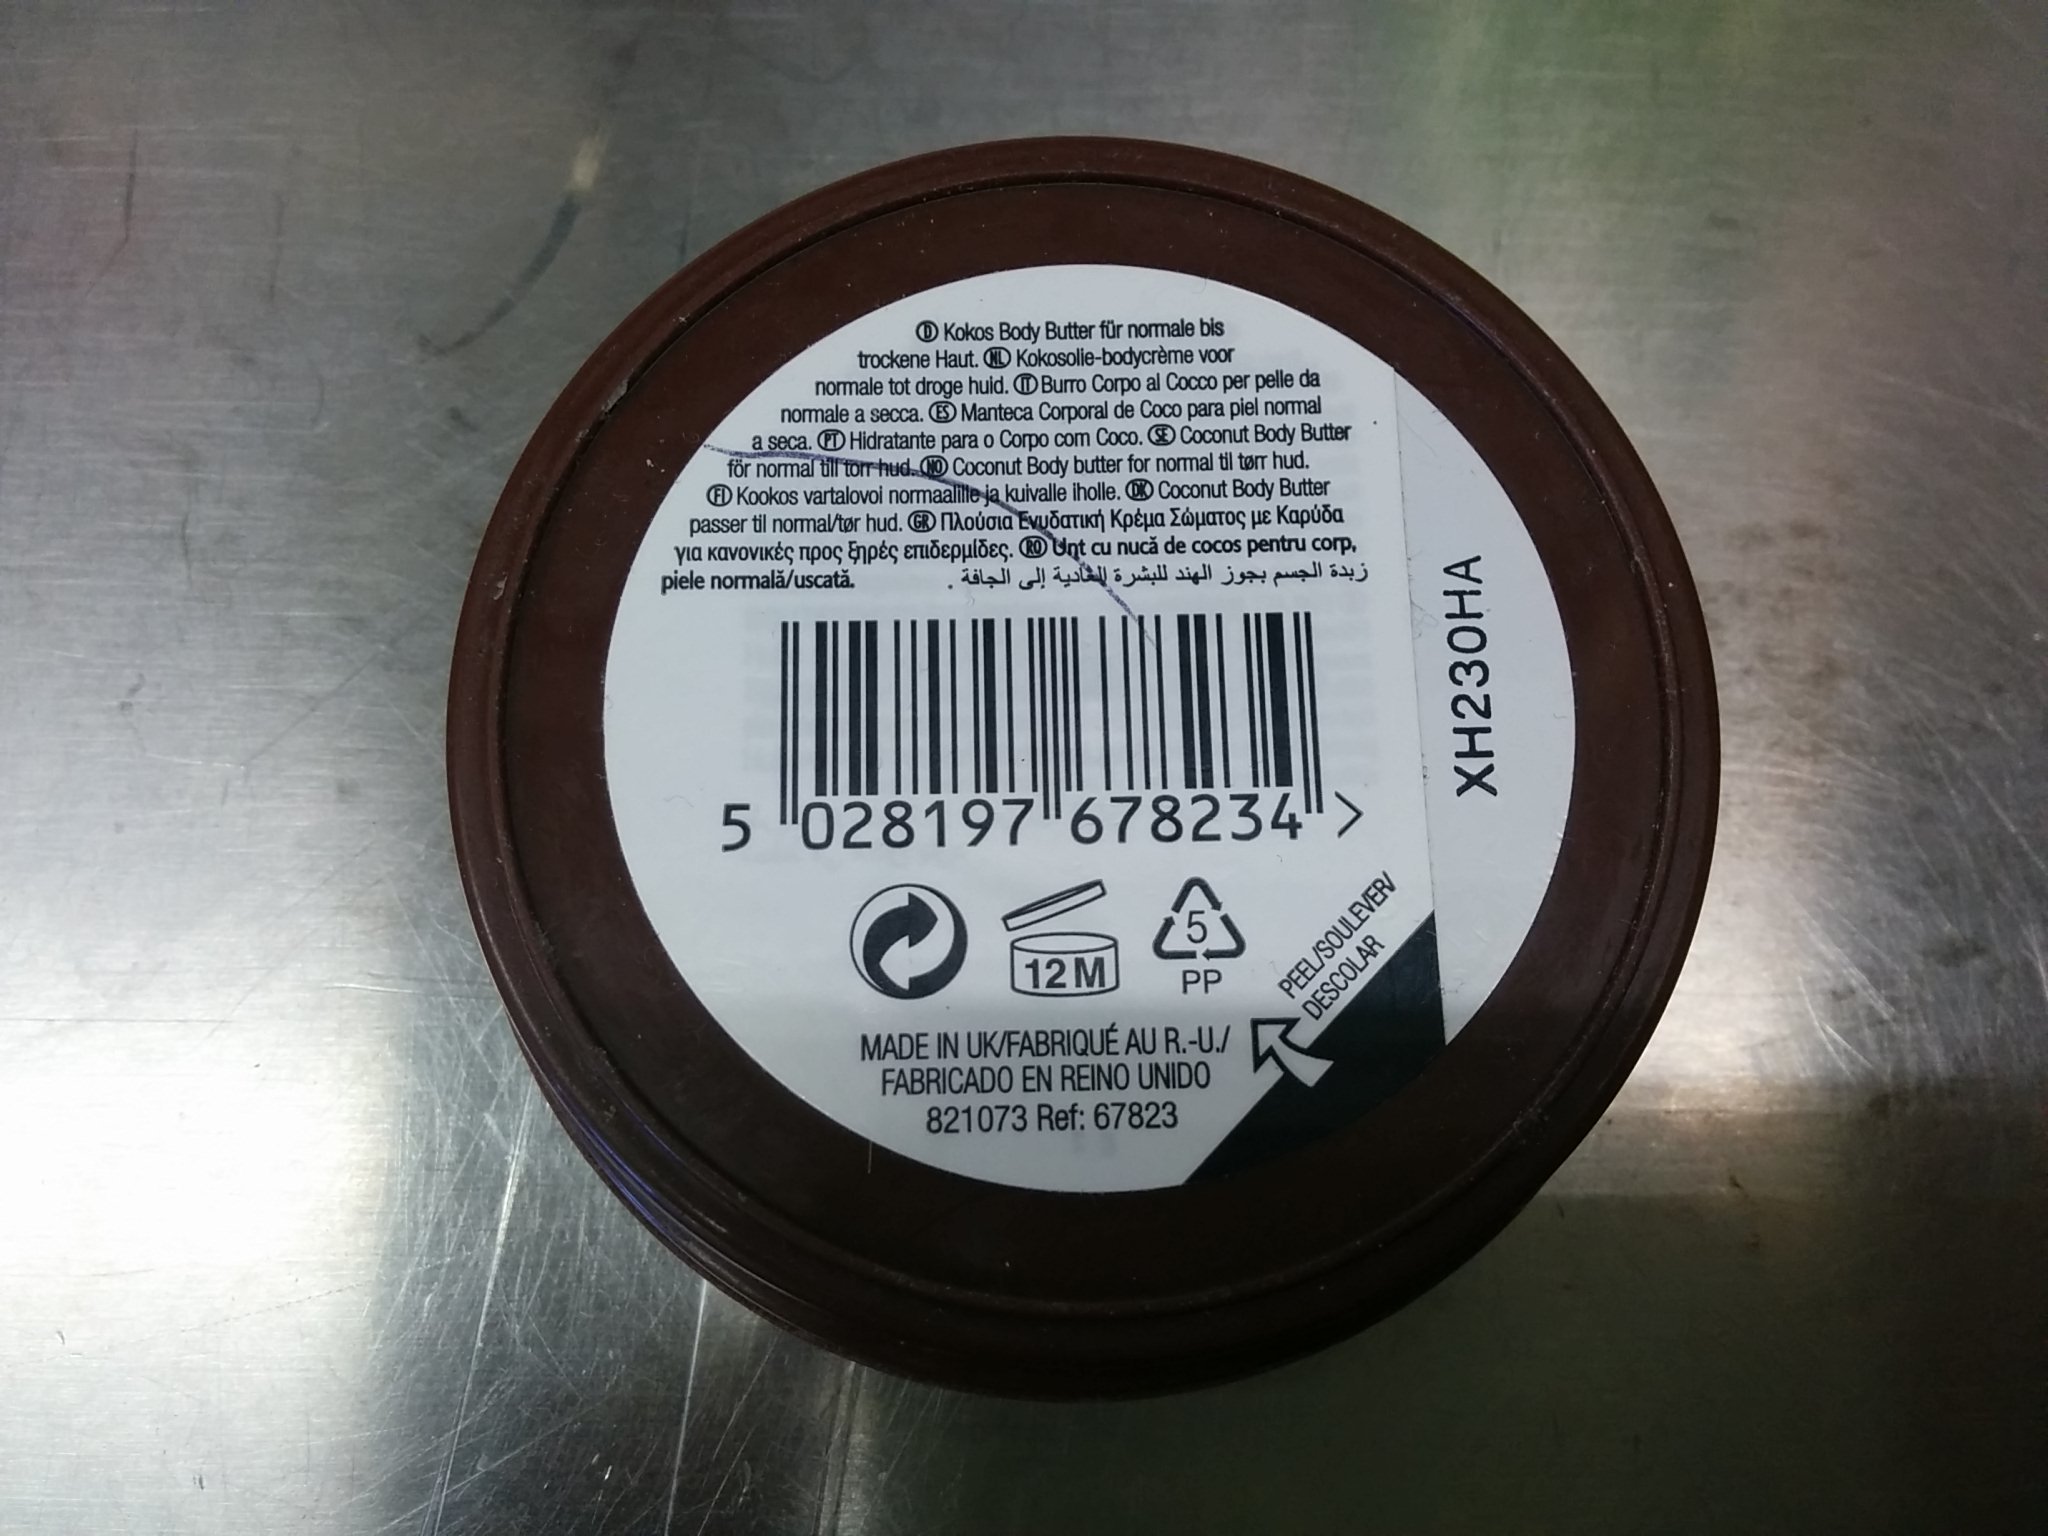 Ⓓ Kokos Body Butter für normale bis
trockene Haut. NL Kokosolie-bodycrème voor
normale tot droge huid. IT Burro Corpo al Cocco per pelle da
normale a secca. ES Manteca Corporal de Coco para piel normal
a seca. PT Hidratante para o Corpo com Coco. SE Coconut Body Butter
för normal till torr hud. NO Coconut Body butter for normal til tørr hud.
FI Kookos vartalovoi normaalille ja kuivalle iholle. DK Coconut Body Butter
passer til normal/tør hud. GR Πλούσια Ενυδατική Κρέμα Σώματος με Καρύδα
για κανονικές προς ξηρές επιδερμίδες. RO Unt cu nucă de cocos pentru corp,
piele normală/uscată.
زبدة الجسم بجوز الهند للبشرة العادية إلى الجافة .
5 028197 678234 >
12 M
5
PP
PEEL/SOULEVER/
DESCOLAR
MADE IN UK/FABRIQUÉ AU R.-U./
FABRICADO EN REINO UNIDO
821073 Ref: 67823
XH230HA